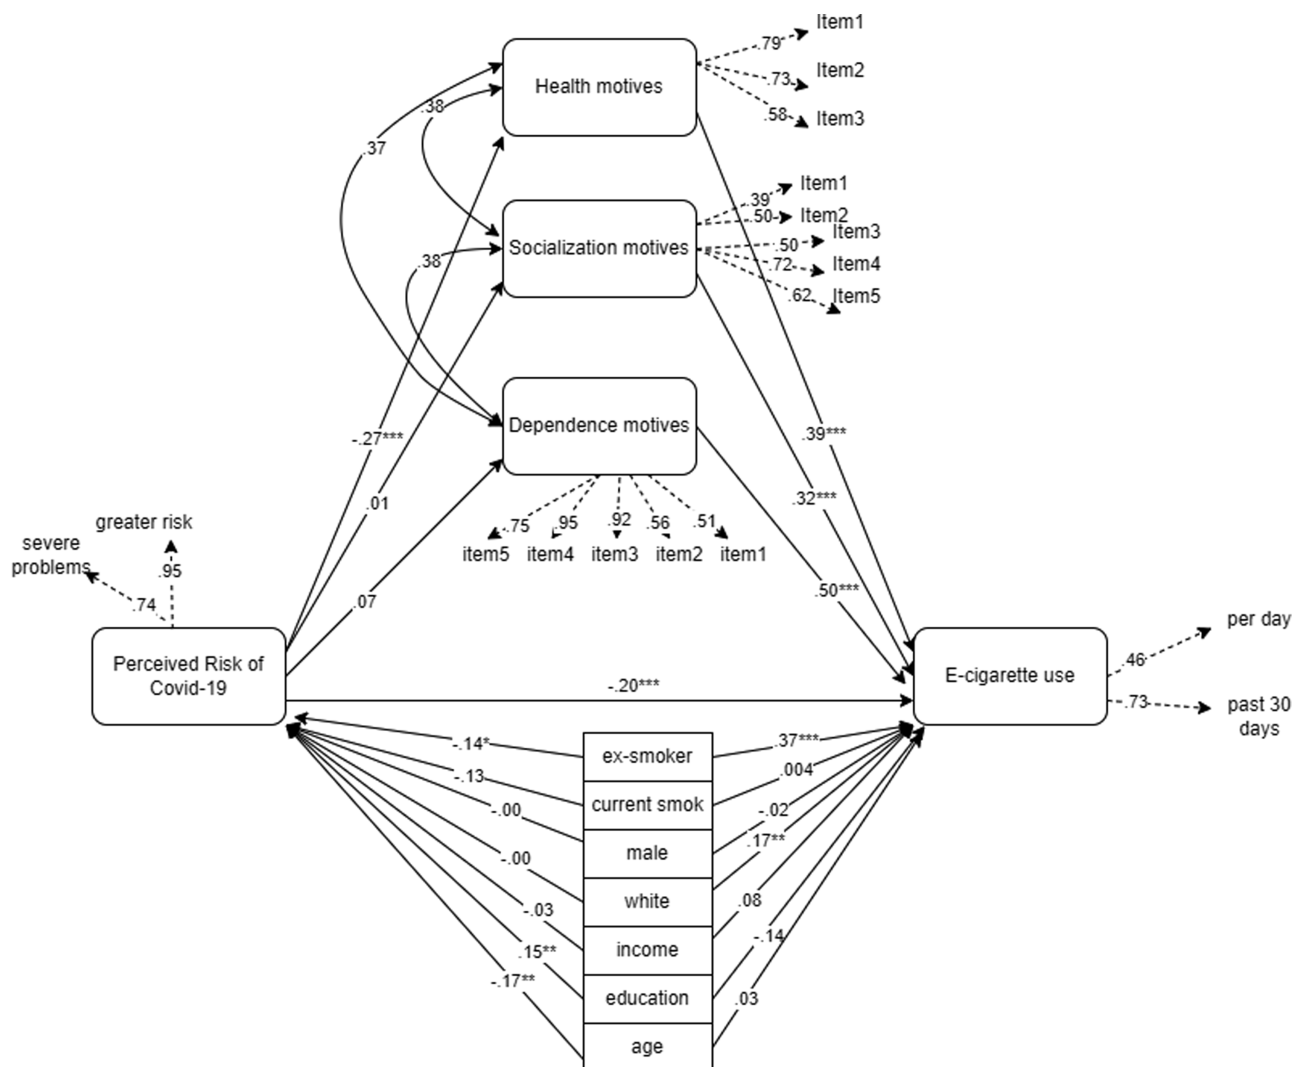 Item1
.79
Health motives
Item2
.73
.38
.58
Item3
.37
Item1
.39
.50
Item2
Item3
Socialization motives
.50
.38
.72
Item4
.62
Item5
Dependence motives
-.27***
.39***
.01
.32***
greater risk
.75
.95
.92
.56
.51
severe
problems
item5
item4
item3
item2
item1
.95
.74
.07
.50***
per day
Perceived Risk of
Covid-19
E-cigarette use
.46
-.20***
.73
past 30
days
-.14*
ex-smoker
.37***
-.13
current smok
.004
-.00
male
-.02
.17**
-.00
white
.08
-.03
income
-.14
.15**
education
-.17**
.03
age